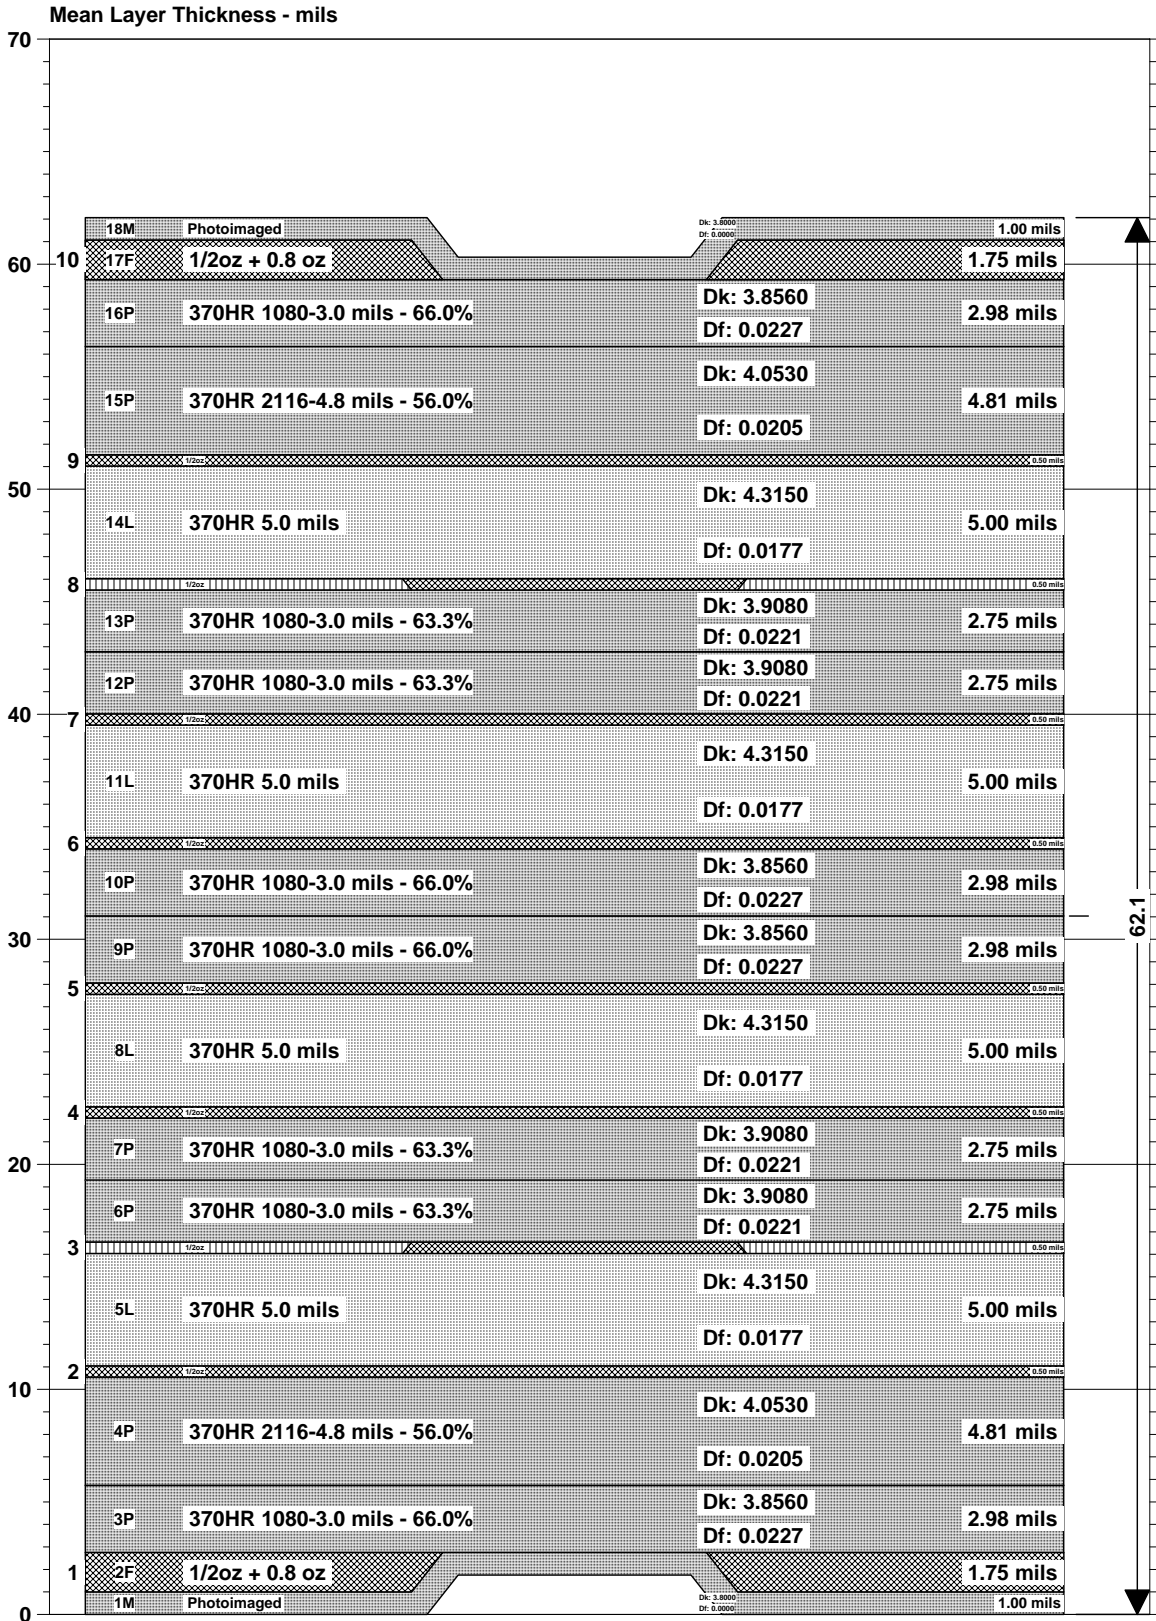 Mean Layer Thickness - mils
70
18M Photoimaged Dk: 3.8000 1.00 mils
Df: 0.0000
60 10 17F 1/2oz + 0.8 oz 1.75 mils
Dk: 3.8560
16P 370HR 1080-3.0 mils - 66.0% 2.98 mils
Df: 0.0227
Dk: 4.0530
15P 370HR 2116-4.8 mils - 56.0% 4.81 mils
Df: 0.0205
9 1/2oz 0.50 mils
50 Dk: 4.3150
14L 370HR 5.0 mils 5.00 mils
Df: 0.0177
8 1/2oz 0.50 mils
Dk: 3.9080
13P 370HR 1080-3.0 mils - 63.3% 2.75 mils
Df: 0.0221
Dk: 3.9080
12P 370HR 1080-3.0 mils - 63.3% 2.75 mils
Df: 0.0221
40 7 1/2oz 0.50 mils
Dk: 4.3150
11L 370HR 5.0 mils 5.00 mils
Df: 0.0177
6 1/2oz 0.50 mils
Dk: 3.8560
10P 370HR 1080-3.0 mils - 66.0% 2.98 mils
Df: 0.0227
62.1
30 Dk: 3.8560
9P 370HR 1080-3.0 mils - 66.0% 2.98 mils
Df: 0.0227
5 1/2oz 0.50 mils
Dk: 4.3150
8L 370HR 5.0 mils 5.00 mils
Df: 0.0177
4 1/2oz 0.50 mils
Dk: 3.9080
7P 370HR 1080-3.0 mils - 63.3% 2.75 mils
20 Df: 0.0221
Dk: 3.9080
6P 370HR 1080-3.0 mils - 63.3% 2.75 mils
Df: 0.0221
3 1/2oz 0.50 mils
Dk: 4.3150
5L 370HR 5.0 mils 5.00 mils
Df: 0.0177
2 1/2oz 0.50 mils
10 Dk: 4.0530
4P 370HR 2116-4.8 mils - 56.0% 4.81 mils
Df: 0.0205
Dk: 3.8560
3P 370HR 1080-3.0 mils - 66.0% 2.98 mils
Df: 0.0227
1 2F 1/2oz + 0.8 oz 1.75 mils
Dk: 3.8000
1M Photoimaged 1.00 mils
0 Df: 0.0000